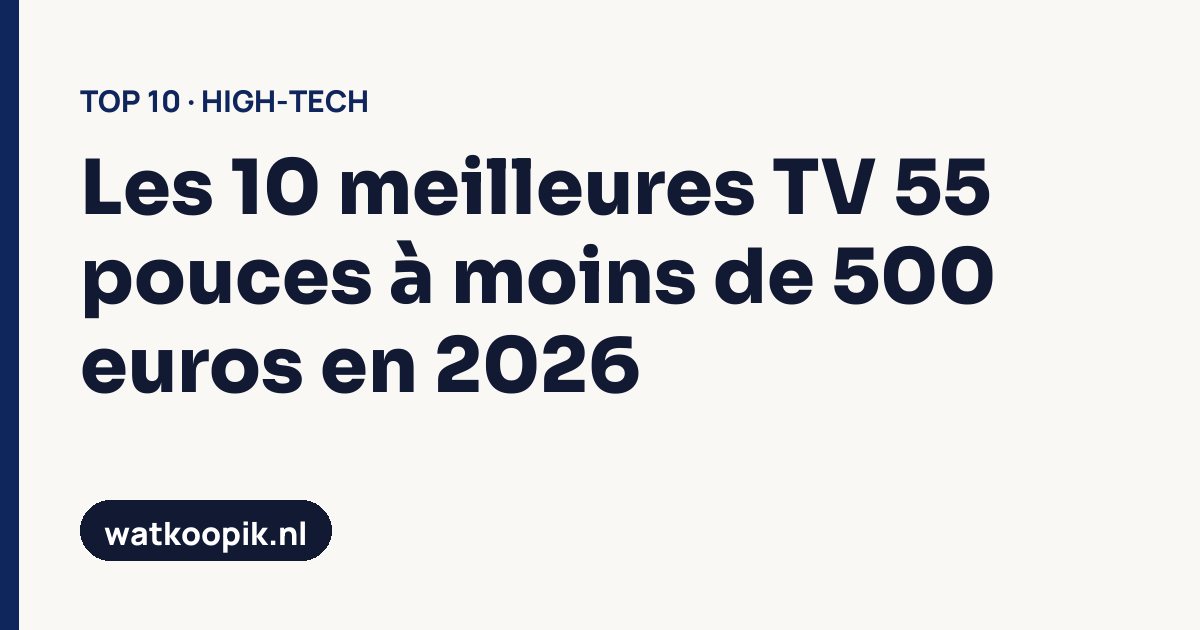 TOP 10 · HIGH-TECH
Les 10 meilleures TV 55
pouces à moins de 500
euros en 2026
watkoopik.nl